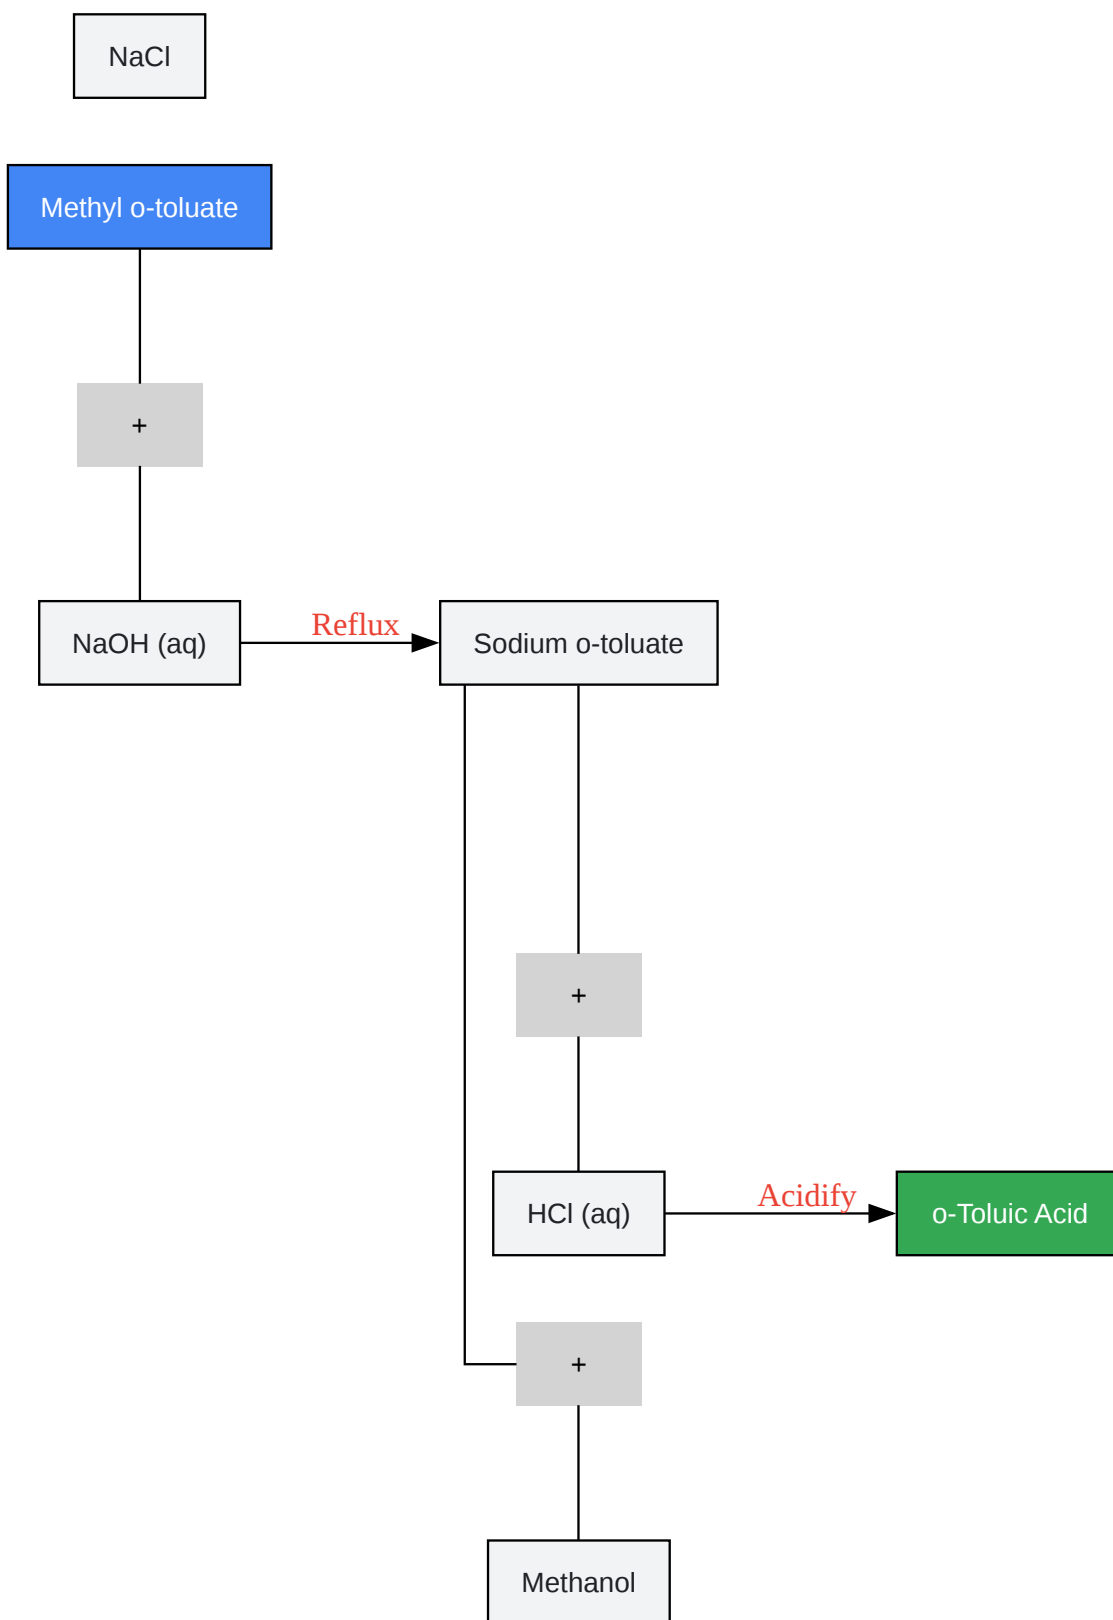 NaCl
Methyl o-toluate
+
NaOH (aq)
Reflux
Sodium o-toluate
+
HCl (aq)
Acidify
o-Toluic Acid
+
Methanol